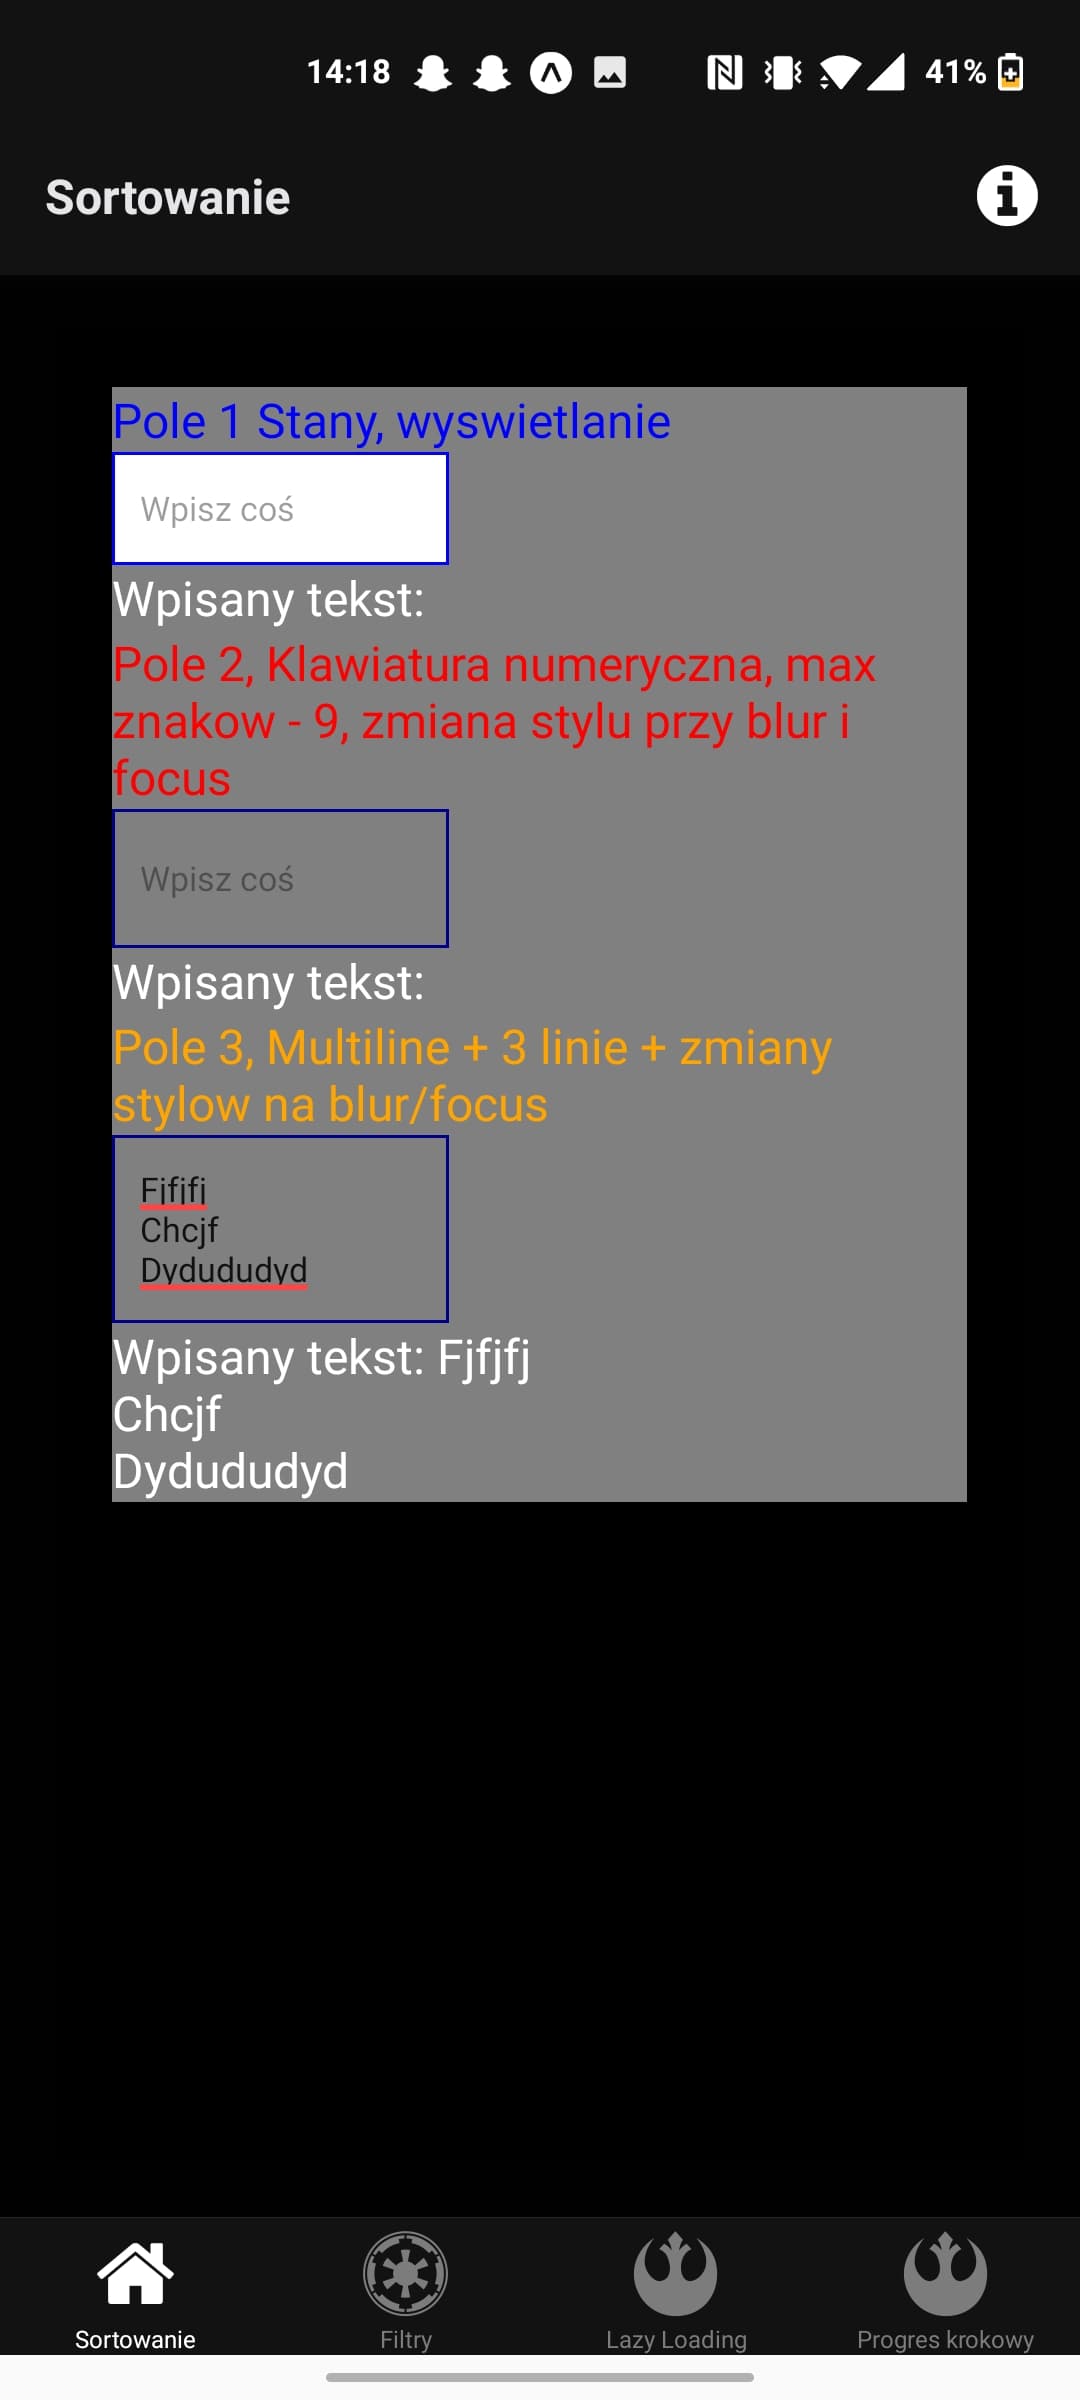 14:18
41%
Sortowanie
Pole 1 Stany, wyswietlanie
Wpisz coś
Wpisany tekst:
Pole 2, Klawiatura numeryczna, max
znakow - 9, zmiana stylu przy blur i
focus
Wpisz coś
Wpisany tekst:
Pole 3, Multiline + 3 linie + zmiany
stylow na blur/focus
Fjfjfj
Chcjf
Dydududyd
Wpisany tekst: Fjfjfj
Chcjf
Dydududyd
Sortowanie
Filtry
Lazy Loading
Progres krokowy